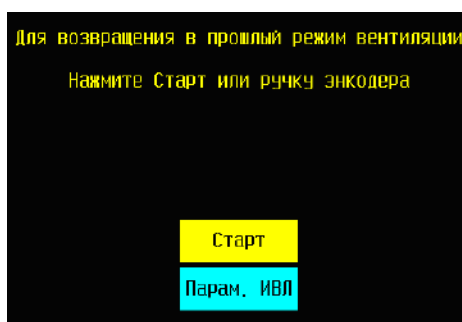 Для возвращения в прошлый режим вентиляции
Нажмите Старт или ручку энкодера
Старт
Парам. ИВЛ